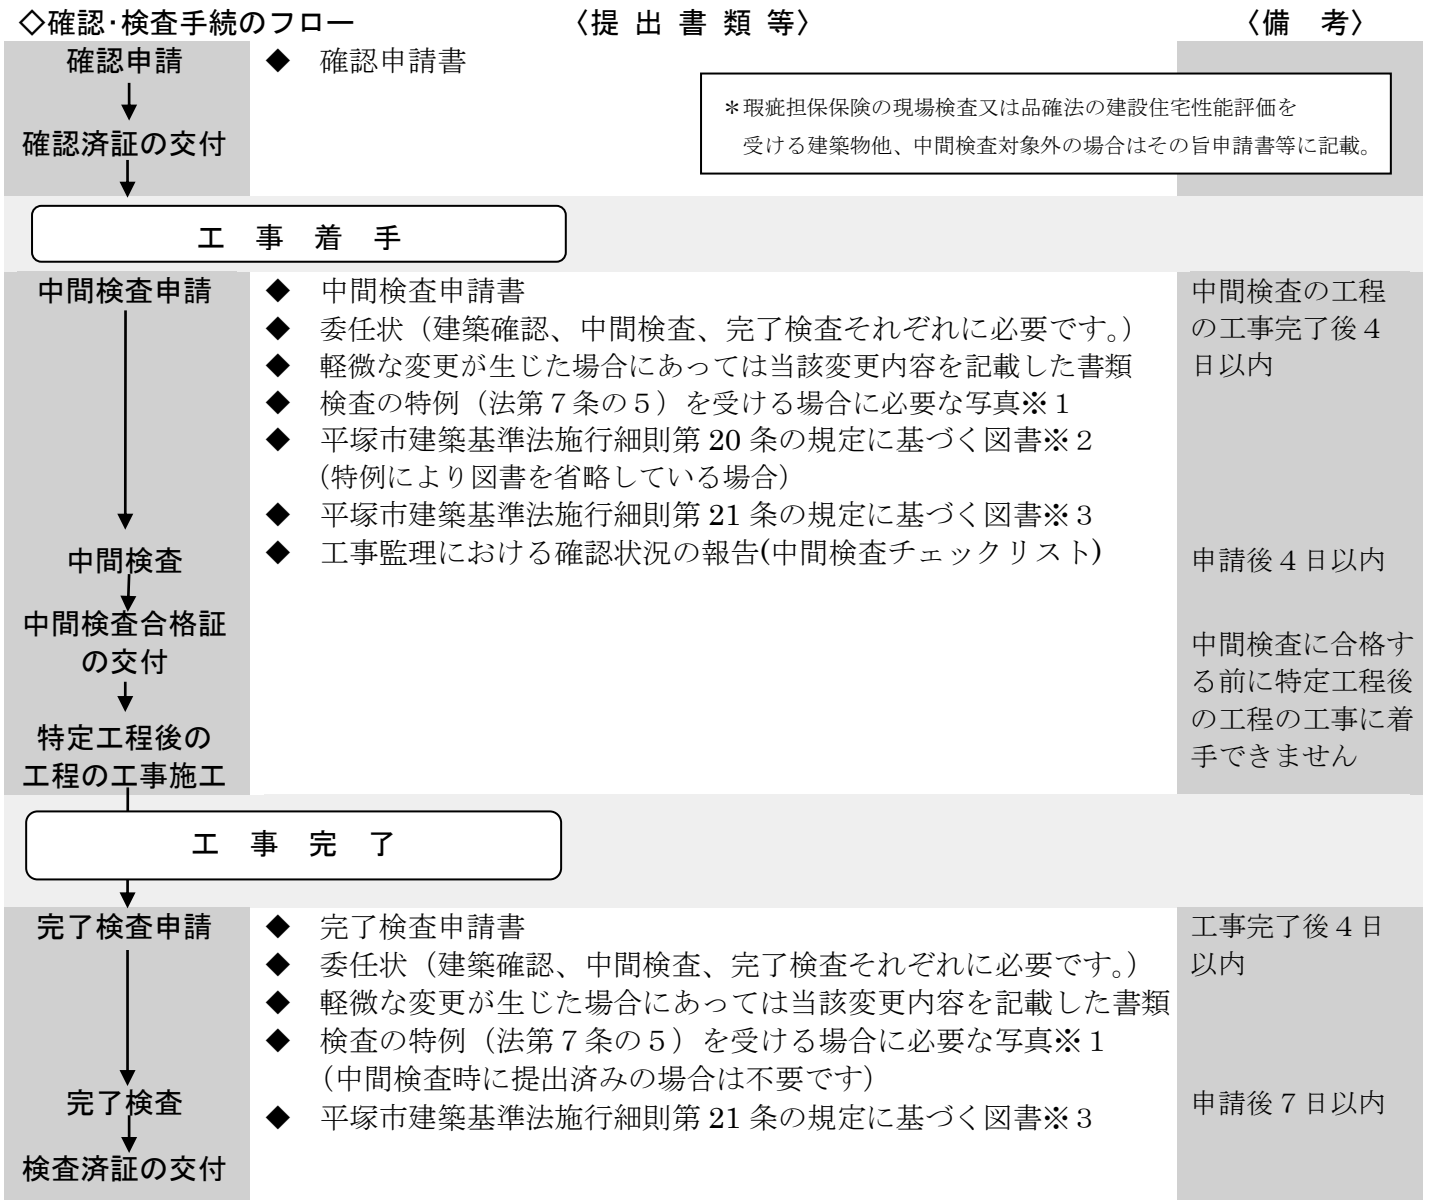 ◇確認･検査手続のフロー 〈提 出 書 類 等〉 〈備 考〉
確認申請 ◆ 確認申請書
＊瑕疵担保保険の現場検査又は品確法の建設住宅性能評価を
受ける建築物他、中間検査対象外の場合はその旨申請書等に記載。
確認済証の交付
工 事 着 手
中間検査申請 ◆ 中間検査申請書 中間検査の工程
◆ 委任状（建築確認、中間検査、完了検査それぞれに必要です。） の工事完了後４
◆ 軽微な変更が生じた場合にあっては当該変更内容を記載した書類 日以内
◆ 検査の特例（法第７条の５）を受ける場合に必要な写真※１
◆ 平塚市建築基準法施行細則第 20 条の規定に基づく図書※２
（特例により図書を省略している場合）
◆ 平塚市建築基準法施行細則第 21 条の規定に基づく図書※３
◆ 工事監理における確認状況の報告(中間検査チェックリスト)
中間検査 申請後４日以内
中間検査合格証
の交付
中間検査に合格す
る前に特定工程後
の工程の工事に着
手できません
特定工程後の
工程の工事施工
工 事 完 了
完了検査申請 ◆ 完了検査申請書 工事完了後４日
◆ 委任状（建築確認、中間検査、完了検査それぞれに必要です。） 以内
◆ 軽微な変更が生じた場合にあっては当該変更内容を記載した書類
◆ 検査の特例（法第７条の５）を受ける場合に必要な写真※１
（中間検査時に提出済みの場合は不要です）
完了検査 申請後７日以内
◆ 平塚市建築基準法施行細則第 21 条の規定に基づく図書※３
検査済証の交付